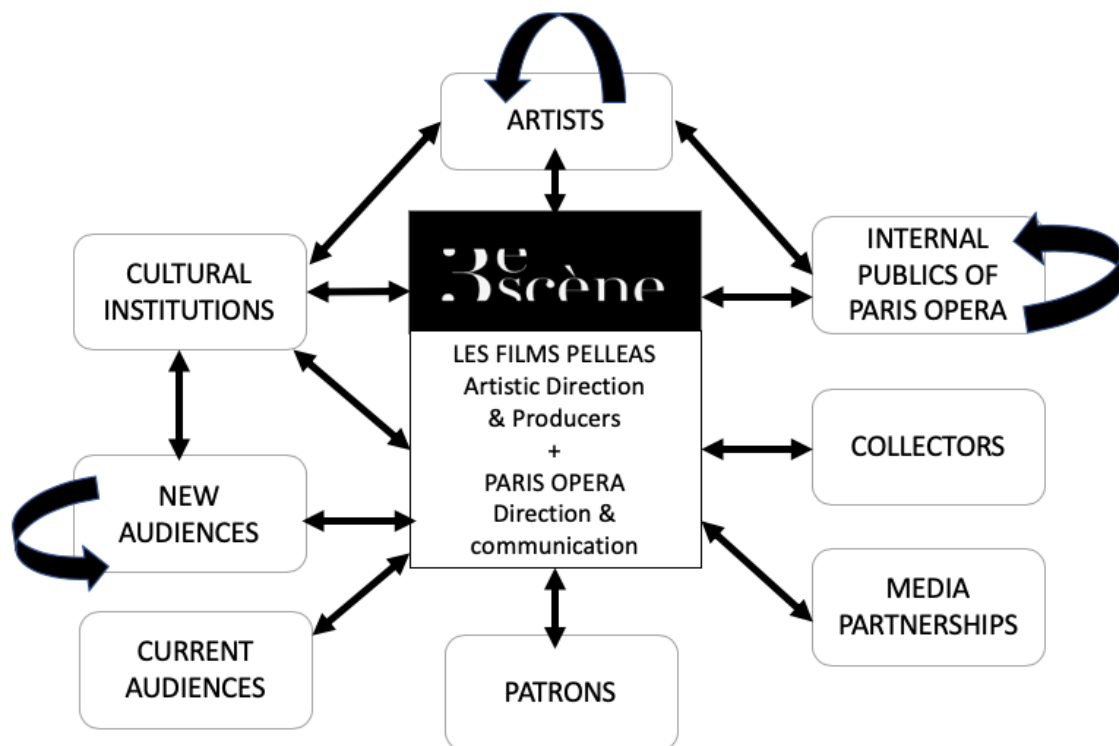 ARTISTS
CULTURAL
INSTITUTIONS
3e
scène
INTERNAL
PUBLICS OF
PARIS OPERA
LES FILMS PELLEAS
Artistic Direction
& Producers
+
PARIS OPERA
Direction &
communication
COLLECTORS
NEW
AUDIENCES
MEDIA
PARTNERSHIPS
CURRENT
AUDIENCES
PATRONS